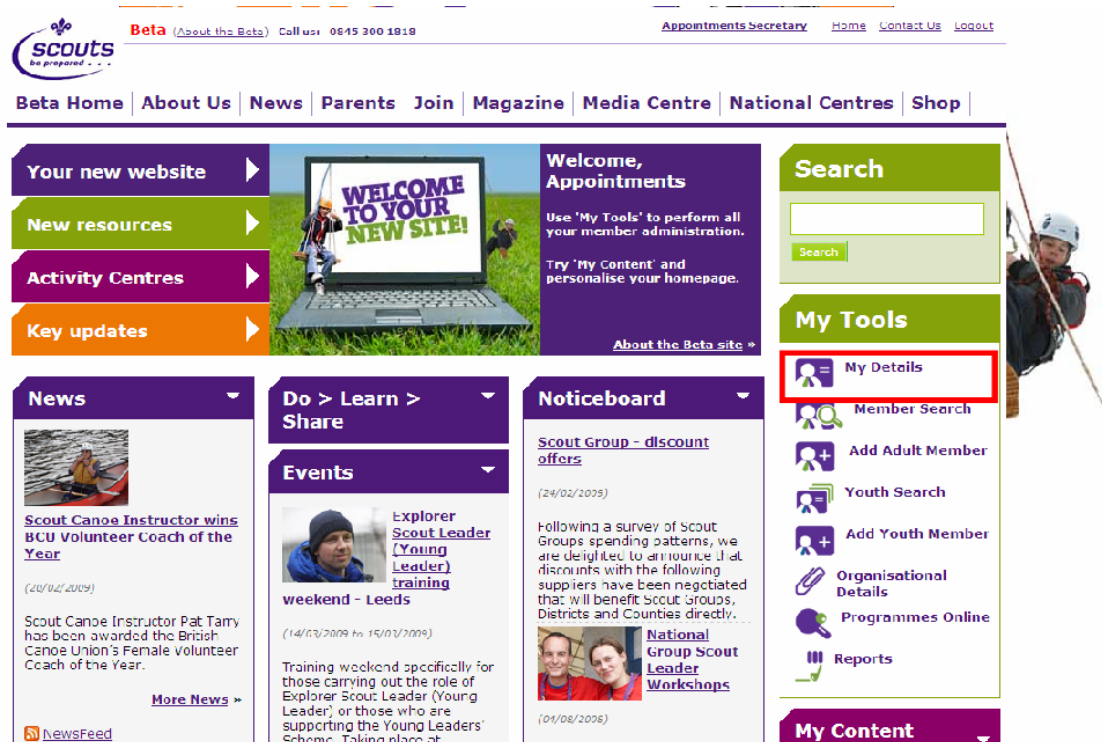 scouts
be prepared . . .
Beta (About the Beta) Call us: 0845 300 1818
Appointments Secretary Home Contact Us Logout
Beta Home About Us News Parents Join Magazine Media Centre National Centres Shop
Your new website
New resources
Activity Centres
Key updates
WELCOME
TO YOUR
NEW SITE!
Welcome,
Appointments
Use 'My Tools' to perform all
your member administration.
Try 'My Content' and
personalise your homepage.
About the Beta site »
Search
Search
My Tools
My Details
Member Search
Add Adult Member
Youth Search
Add Youth Member
Organisational
Details
Programmes Online
Reports
My Content
News
Scout Canoe Instructor wins
BCU Volunteer Coach of the
Year
(20/02/2009)
Scout Canoe Instructor Pat Tarry
has been awarded the British
Canoe Union's Female Volunteer
Coach of the Year.
More News »
NewsFeed
Do > Learn >
Share
Events
Explorer
Scout Leader
(Young
Leader)
training
weekend - Leeds
(14/03/2009 to 15/03/2009)
Training weekend specifically for
those carrying out the role of
Explorer Scout Leader (Young
Leader) or those who are
supporting the Young Leaders'
Scheme. Taking place at
Noticeboard
Scout Group - discount
offers
(24/02/2009)
Following a survey of Scout
Groups spending patterns, we
are delighted to announce that
discounts with the following
suppliers have been negotiated
that will benefit Scout Groups,
Districts and Counties directly.
National
Group Scout
Leader
Workshops
(04/08/2008)